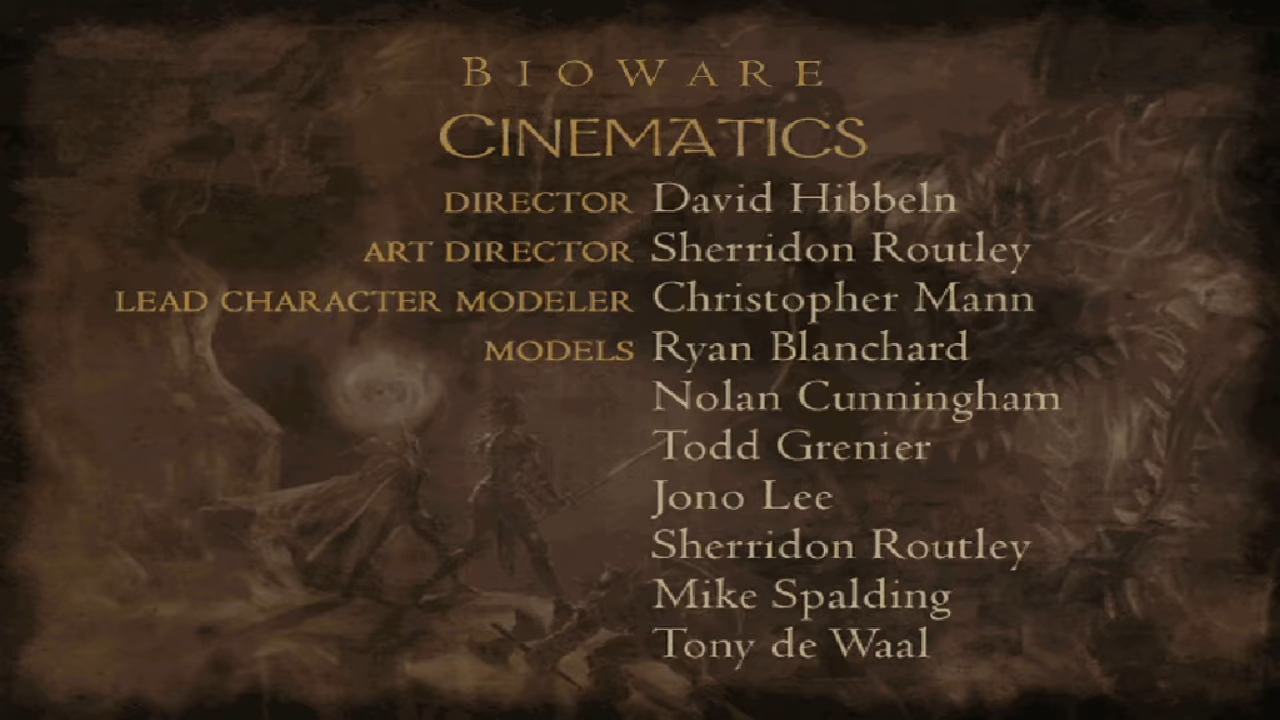 BIOWARE
CINEMATICS
DIRECTOR David Hibbeln
ART DIRECTOR Sherridon Routley
LEAD CHARACTER MODELER Christopher Mann
MODELS Ryan Blanchard
Nolan Cunningham
Todd Grenier
Jono Lee
Sherridon Routley
Mike Spalding
Tony de Waal